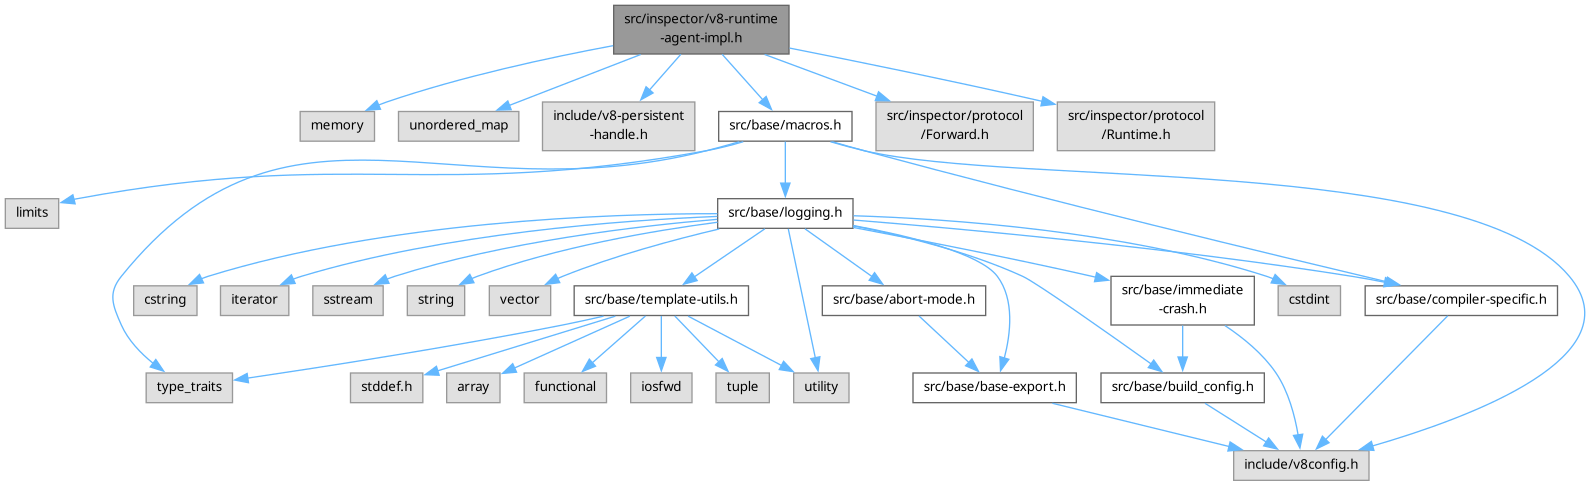 src/inspector/v8-runtime
-agent-impl.h
memory
unordered_map
include/v8-persistent
-handle.h
src/base/macros.h
src/inspector/protocol
/Forward.h
src/inspector/protocol
/Runtime.h
limits
src/base/logging.h
cstring
iterator
sstream
string
vector
src/base/template-utils.h
src/base/abort-mode.h
src/base/immediate
-crash.h
cstdint
src/base/compiler-specific.h
type_traits
stddef.h
array
functional
iosfwd
tuple
utility
src/base/base-export.h
src/base/build_config.h
include/v8config.h